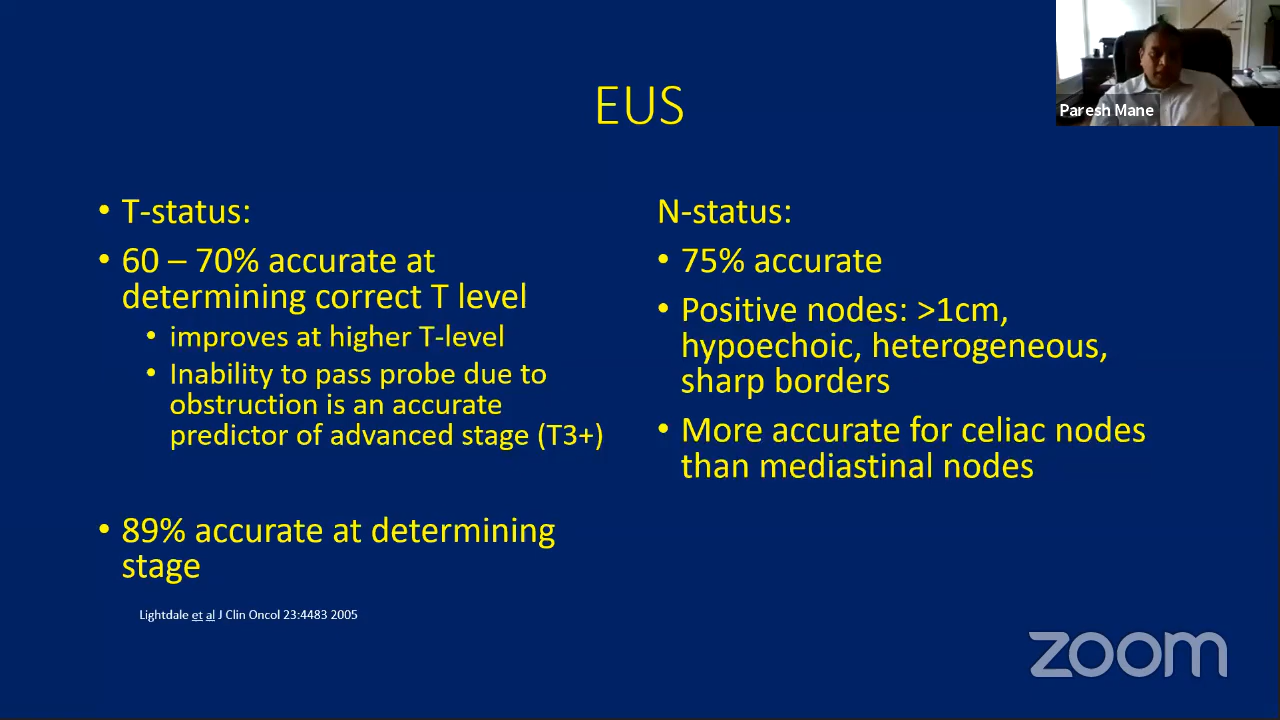 EUS
Paresh Mane
• T-status:
• 60 – 70% accurate at
determining correct T level
• improves at higher T-level
• Inability to pass probe due to
obstruction is an accurate
predictor of advanced stage (T3+)
• 89% accurate at determining
stage
Lightdale et al J Clin Oncol 23:4483 2005
N-status:
• 75% accurate
• Positive nodes: >1cm,
hypoechoic, heterogeneous,
sharp borders
• More accurate for celiac nodes
than mediastinal nodes
zoom